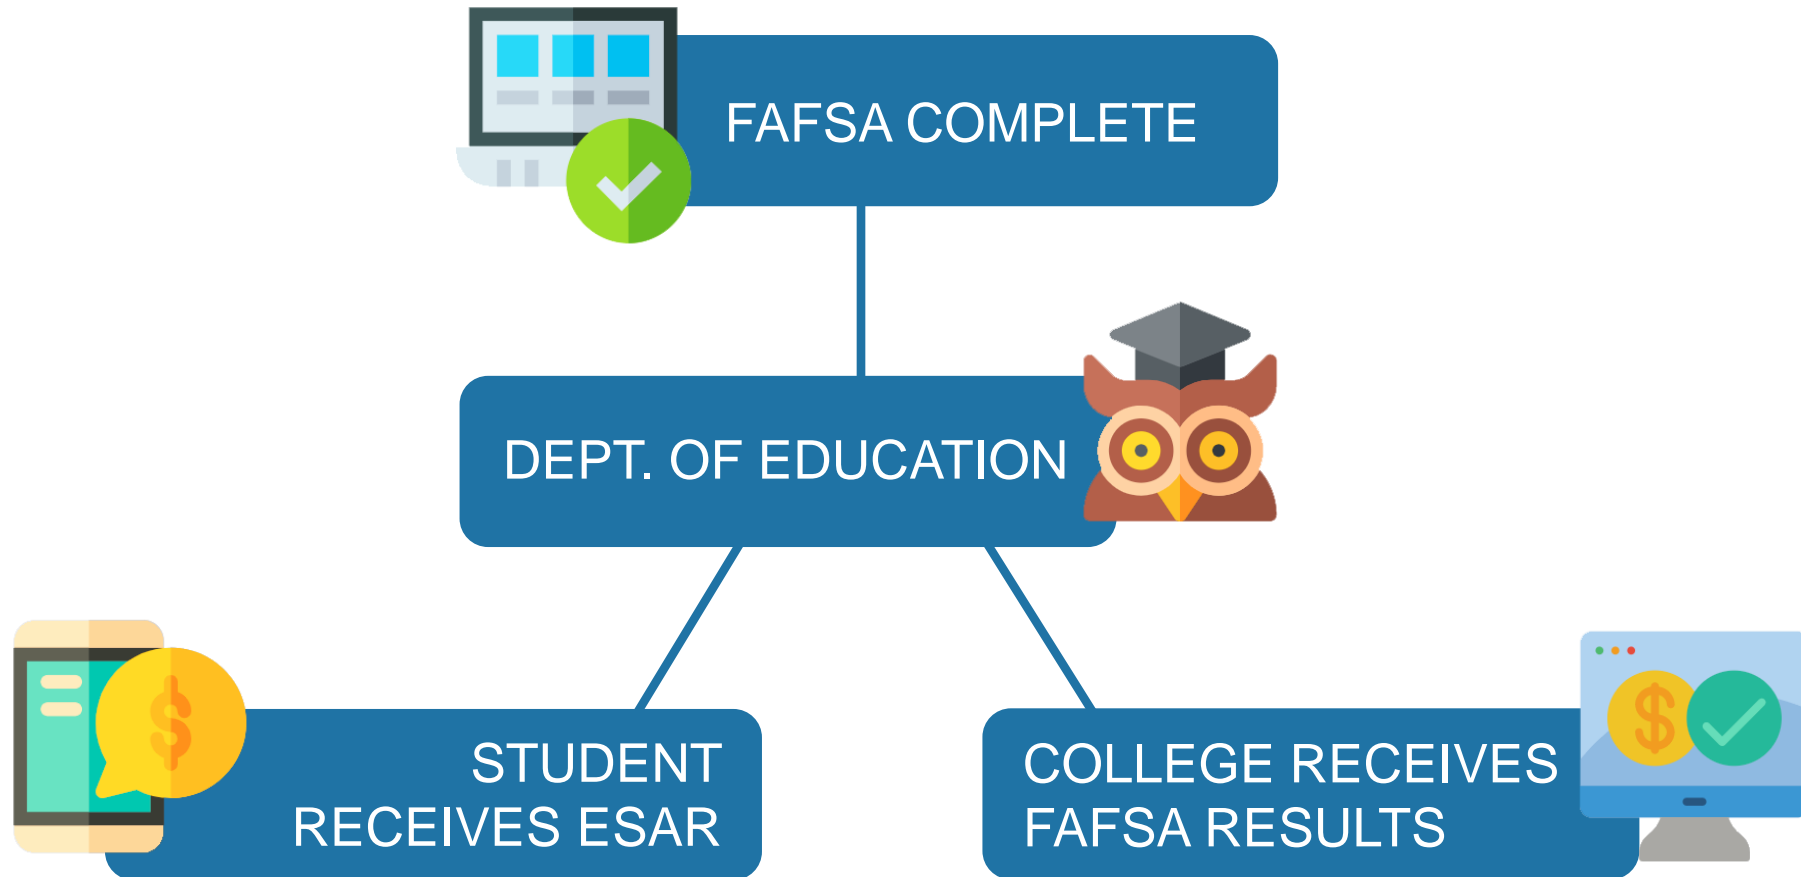 FAFSA COMPLETE
DEPT. OF EDUCATION
STUDENT
RECEIVES ESAR
COLLEGE RECEIVES
FAFSA RESULTS